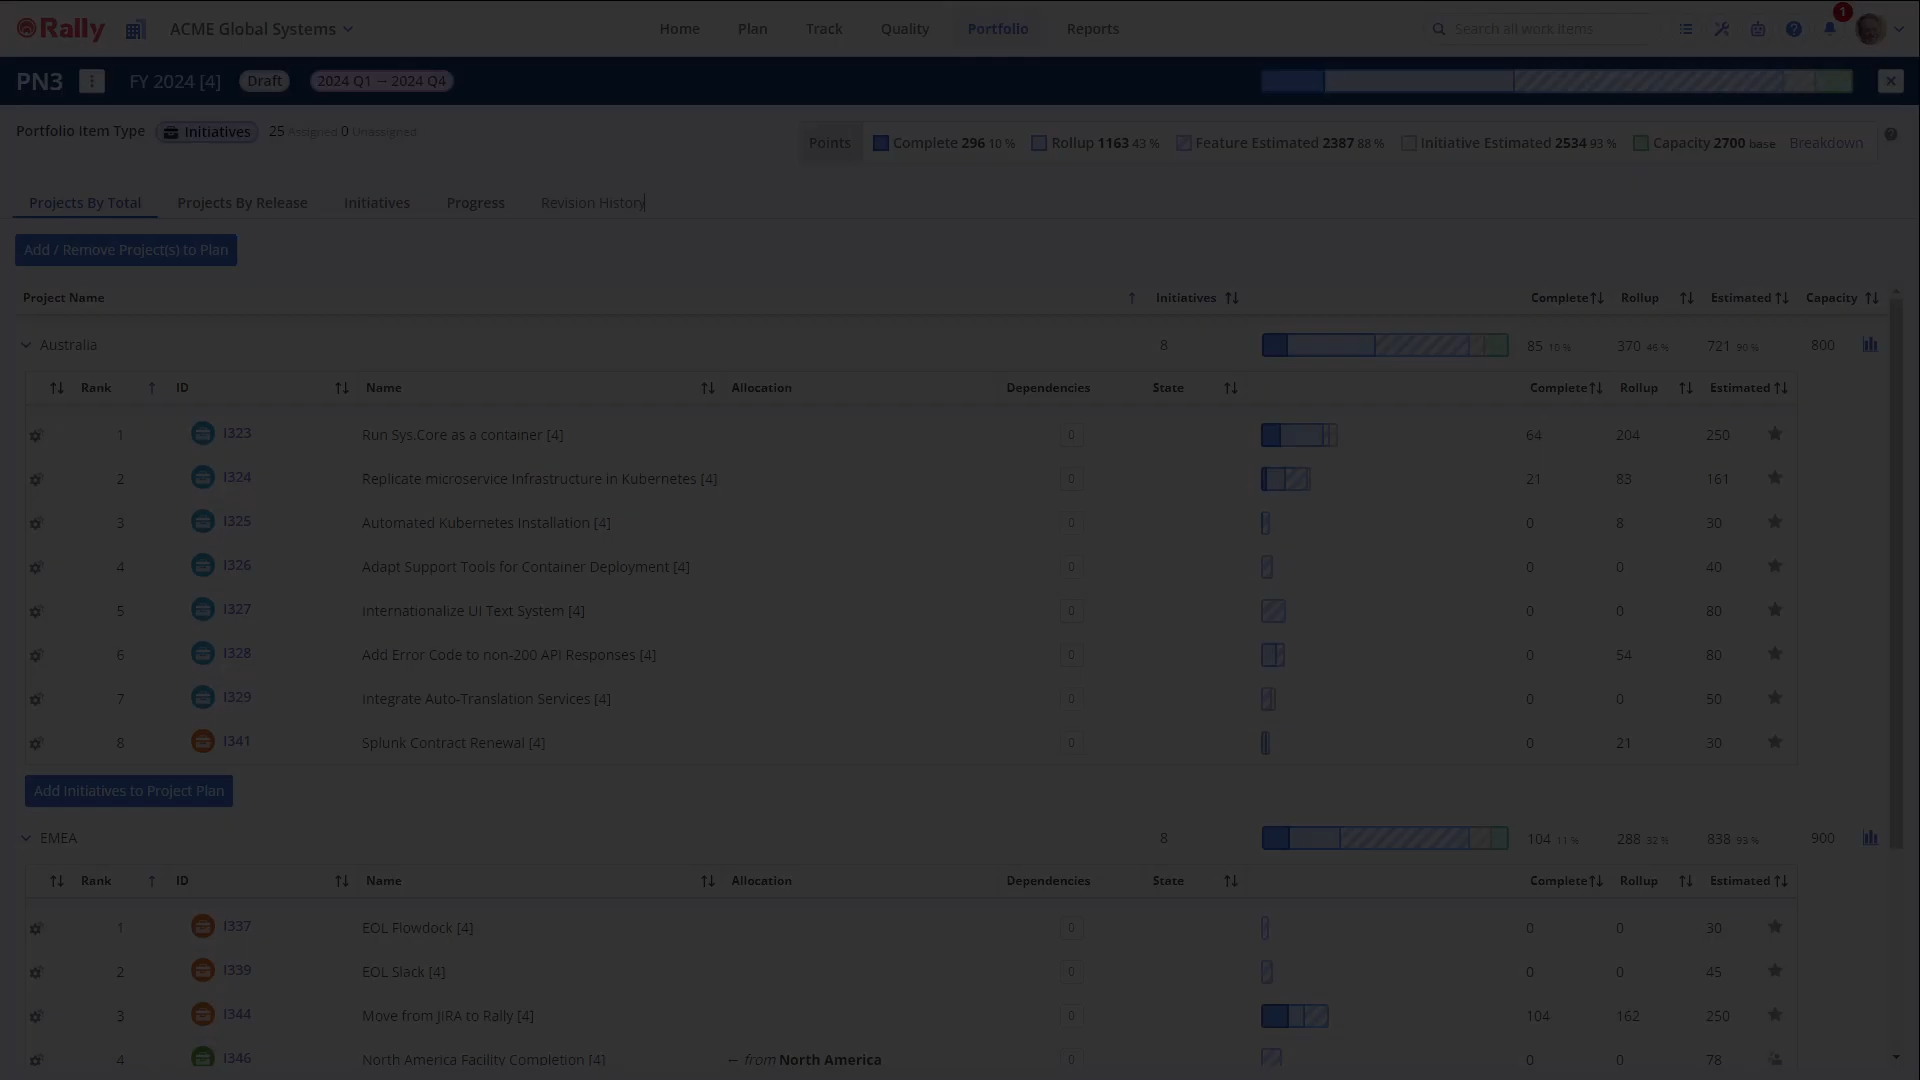 Rally ACME Global Systems Home Plan Track Quality Portfolio Reports Search all work items 1
PN3 FY 2024 [4] Draft 2024 Q1 — 2024 Q4
Portfolio Item Type Initiatives 25 Assigned 0 Unassigned
Points Complete 296 10 % Rollup 1163 43 % Feature Estimated 2387 88 % Initiative Estimated 2534 93 % Capacity 2700 base Breakdown
Projects By Total Projects By Release Initiatives Progress Revision History
Add / Remove Project(s) to Plan
Project Name Initiatives Complete Rollup Estimated Capacity
Australia 8 85 10 % 370 46 % 721 90 % 800
Rank ID Name Allocation Dependencies State Complete Rollup Estimated
1 I323 Run Sys.Core as a container [4] 0 64 204 250
2 I324 Replicate microservice Infrastructure in Kubernetes [4] 0 21 83 161
3 I325 Automated Kubernetes Installation [4] 0 0 8 30
4 I326 Adapt Support Tools for Container Deployment [4] 0 0 0 40
5 I327 Internationalize UI Text System [4] 0 0 0 80
6 I328 Add Error Code to non-200 API Responses [4] 0 0 54 80
7 I329 Integrate Auto-Translation Services [4] 0 0 0 50
8 I341 Splunk Contract Renewal [4] 0 0 21 30
Add Initiatives to Project Plan
EMEA 8 104 11 % 288 32 % 838 93 % 900
Rank ID Name Allocation Dependencies State Complete Rollup Estimated
1 I337 EOL Flowdock [4] 0 0 0 30
2 I339 EOL Slack [4] 0 0 0 45
3 I344 Move from JIRA to Rally [4] 0 104 162 250
4 I346 North America Facility Completion [4] ← from North America 0 0 0 78